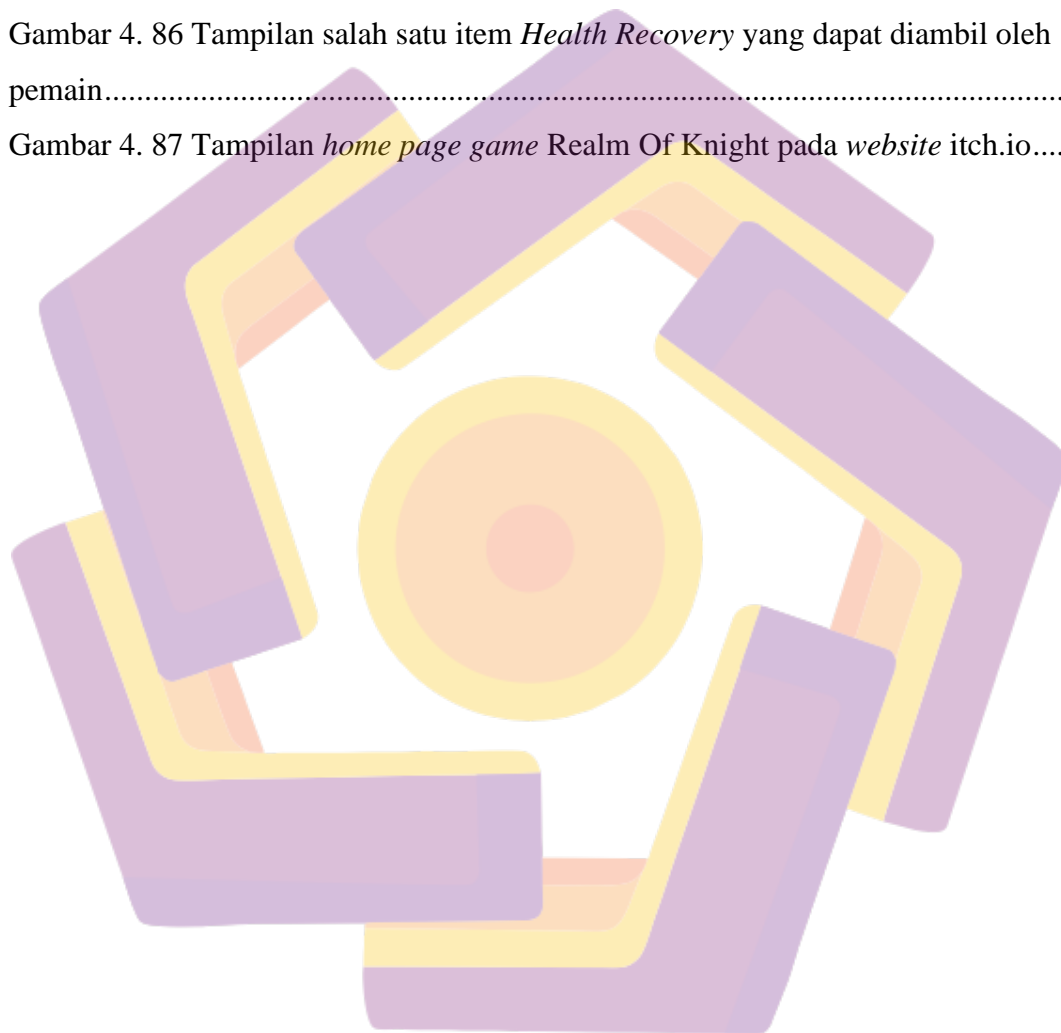 Gambar 4. 86 Tampilan salah satu item Health Recovery yang dapat diambil oleh
pemain.....................................................................................................................
Gambar 4. 87 Tampilan home page game Realm Of Knight pada website itch.io....